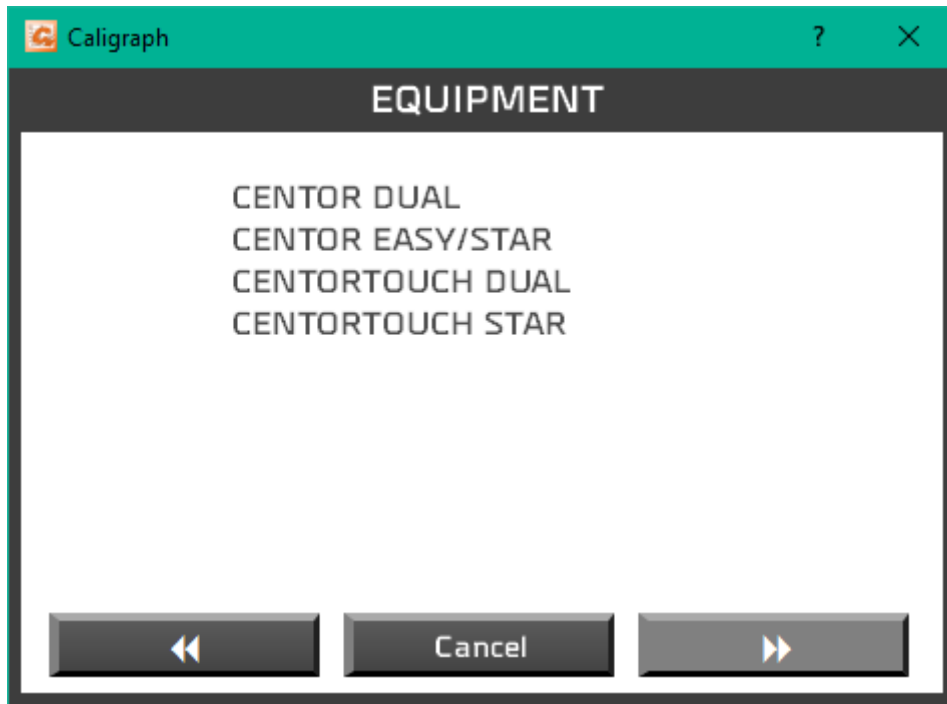 Caligraph ?
EQUIPMENT
CENTOR DUAL
CENTOR EASY/STAR
CENTORTOUCH DUAL
CENTORTOUCH STAR
Cancel